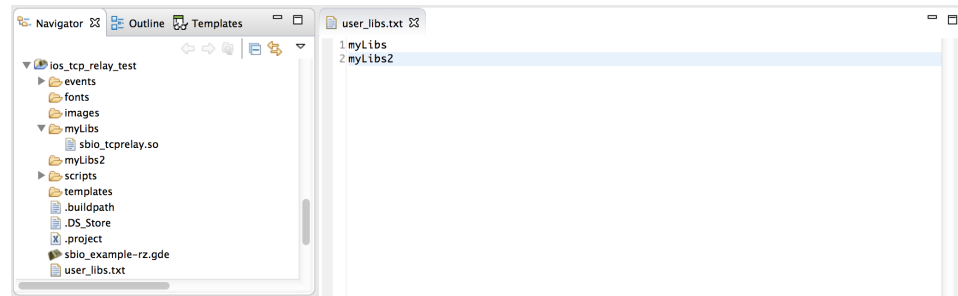 Navigator
Outline
Templates
ios_tcp_relay_test
events
fonts
images
myLibs
sbio_tcprelay.so
myLibs2
scripts
templates
.buildpath
.DS_Store
.project
sbio_example-rz.gde
user_libs.txt
user_libs.txt
1 myLibs
2 myLibs2